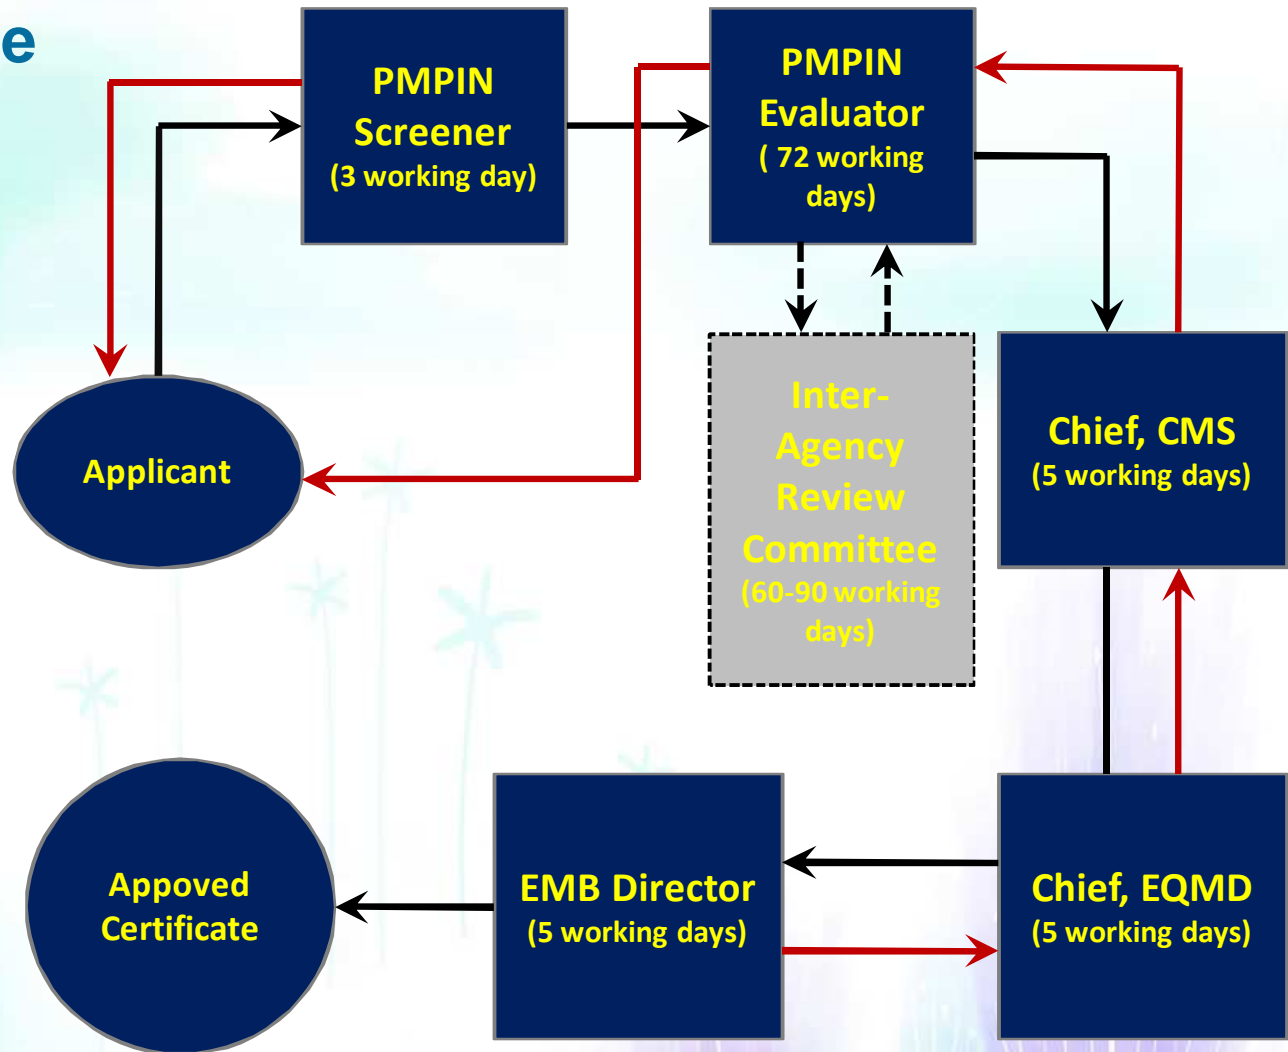 e
PMPIN
Screener
(3 working day)
PMPIN
Evaluator
( 72 working
days)
Applicant
Inter-
Agency
Review
Committee
(60-90 working
days)
Chief, CMS
(5 working days)
Appoved
Certificate
EMB Director
(5 working days)
Chief, EQMD
(5 working days)